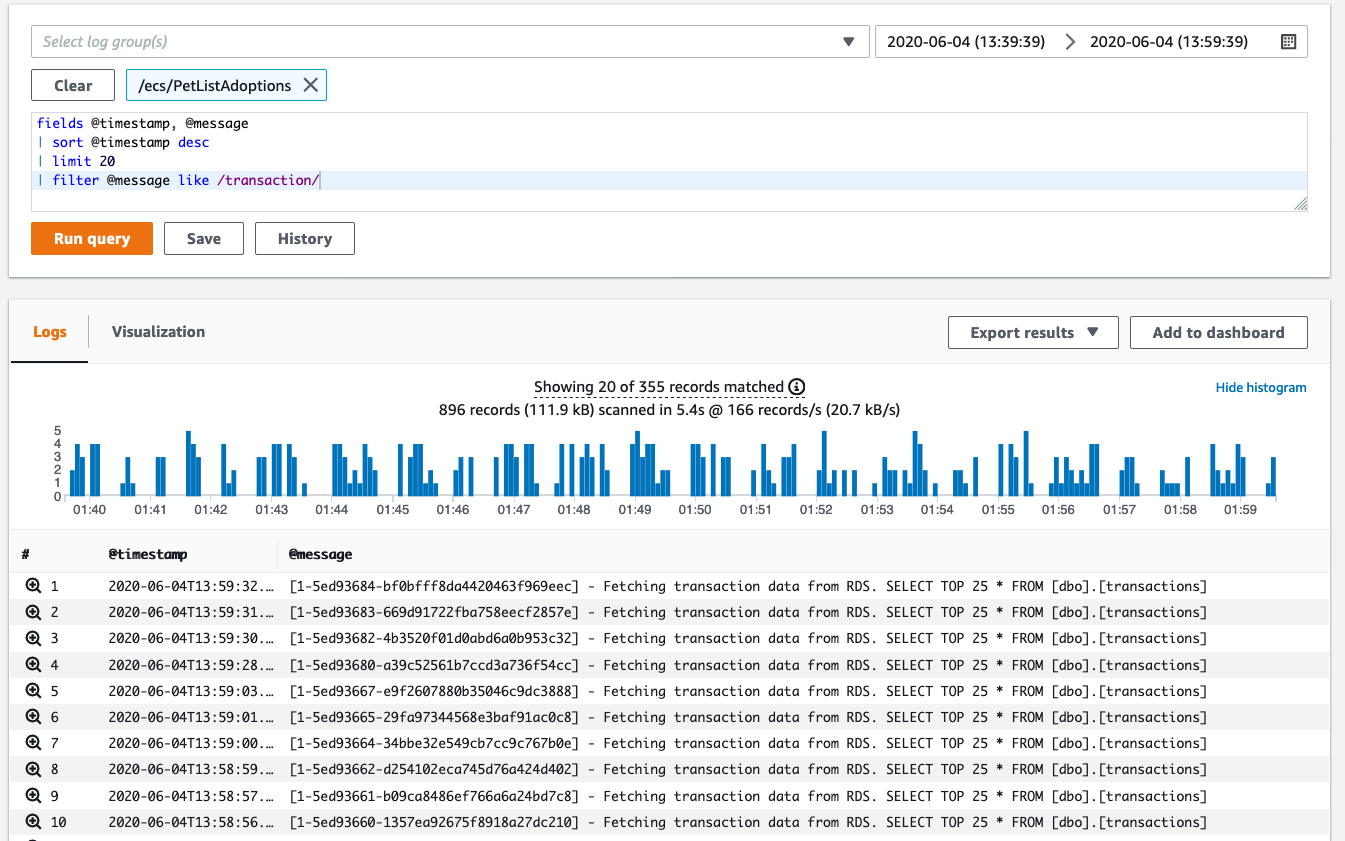 Select log group(s)
2020-06-04 (13:39:39) 2020-06-04 (13:59:39)
Clear /ecs/PetListAdoptions
fields @timestamp, @message
| sort @timestamp desc
| limit 20
| filter @message like /transaction/
Run query Save History
Logs Visualization Export results Add to dashboard
Showing 20 of 355 records matched
Hide histogram
896 records (111.9 kB) scanned in 5.4s @ 166 records/s (20.7 kB/s)
5
4
3
2
1
0
01:40 01:41 01:42 01:43 01:44 01:45 01:46 01:47 01:48 01:49 01:50 01:51 01:52 01:53 01:54 01:55 01:56 01:57 01:58 01:59
# @timestamp @message
1 2020-06-04T13:59:32.… [1-5ed93684-bf0bfff8da4420463f969eec] - Fetching transaction data from RDS. SELECT TOP 25 * FROM [dbo].[transactions]
2 2020-06-04T13:59:31.… [1-5ed93683-669d91722fba758eecf2857e] - Fetching transaction data from RDS. SELECT TOP 25 * FROM [dbo].[transactions]
3 2020-06-04T13:59:30.… [1-5ed93682-4b3520f01d0abd6a0b953c32] - Fetching transaction data from RDS. SELECT TOP 25 * FROM [dbo].[transactions]
4 2020-06-04T13:59:28.… [1-5ed93680-a39c52561b7ccd3a736f54cc] - Fetching transaction data from RDS. SELECT TOP 25 * FROM [dbo].[transactions]
5 2020-06-04T13:59:03.… [1-5ed93667-e9f2607880b35046c9dc3888] - Fetching transaction data from RDS. SELECT TOP 25 * FROM [dbo].[transactions]
6 2020-06-04T13:59:01.… [1-5ed93665-29fa97344568e3baf91ac0c8] - Fetching transaction data from RDS. SELECT TOP 25 * FROM [dbo].[transactions]
7 2020-06-04T13:59:00.… [1-5ed93664-34bbe32e549cb7cc9c767b0e] - Fetching transaction data from RDS. SELECT TOP 25 * FROM [dbo].[transactions]
8 2020-06-04T13:58:59.… [1-5ed93662-d254102eca745d76a424d402] - Fetching transaction data from RDS. SELECT TOP 25 * FROM [dbo].[transactions]
9 2020-06-04T13:58:57.… [1-5ed93661-b09ca8486ef766a6a24bd7c8] - Fetching transaction data from RDS. SELECT TOP 25 * FROM [dbo].[transactions]
10 2020-06-04T13:58:56.… [1-5ed93660-1357ea92675f8918a27dc210] - Fetching transaction data from RDS. SELECT TOP 25 * FROM [dbo].[transactions]